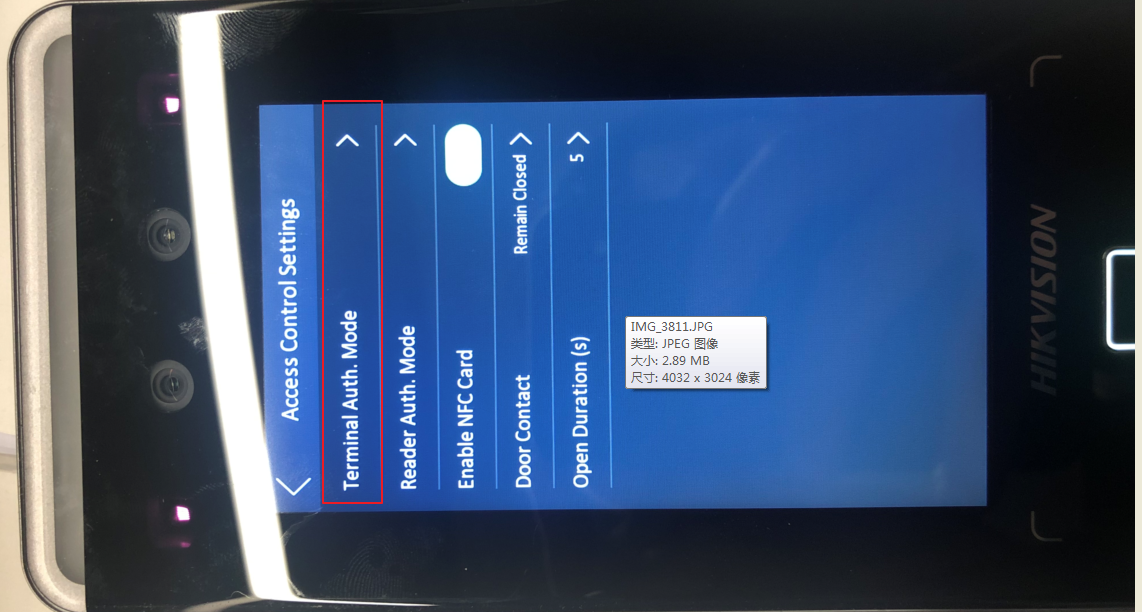 Access Control Settings
Terminal Auth. Mode
Reader Auth. Mode
Enable NFC Card
Door Contact Remain Closed
Open Duration (s) 5
IMG_3811.JPG
类型: JPEG 图像
大小: 2.89 MB
尺寸: 4032 x 3024 像素
HIKVISION